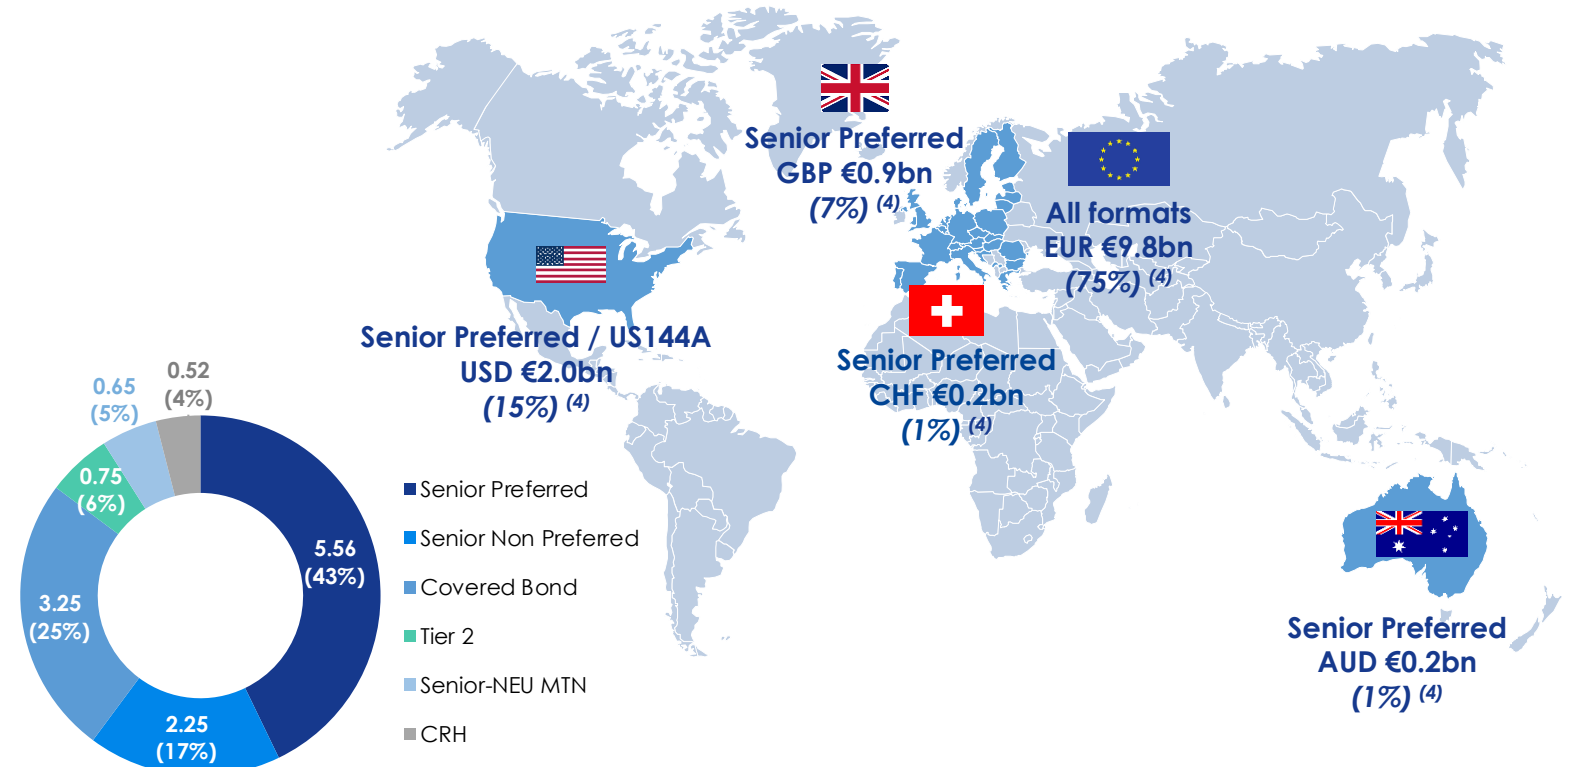 Senior Preferred
GBP €0.9bn
(7%) (4)
All formats
EUR €9.8bn
(75%) (4)
Senior Preferred / US144A
USD €2.0bn
(15%) (4)
Senior Preferred
CHF €0.2bn
(1%) (4)
Senior Preferred
AUD €0.2bn
(1%) (4)
0.52
(4%)
0.65
(5%)
0.75
(6%)
5.56
(43%)
3.25
(25%)
2.25
(17%)
Senior Preferred
Senior Non Preferred
Covered Bond
Tier 2
Senior-NEU MTN
CRH